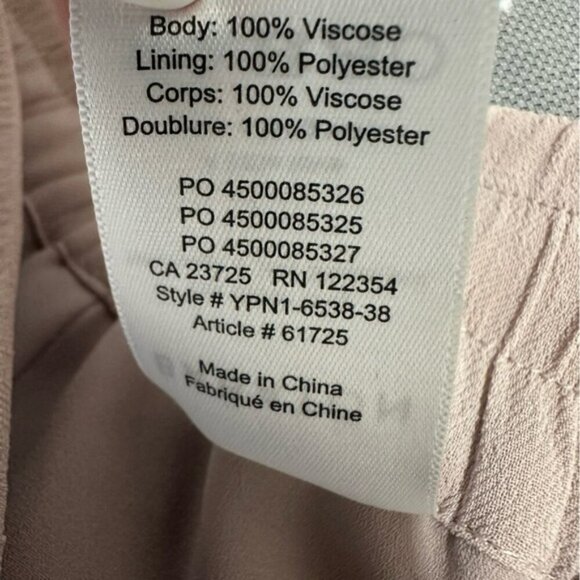 Body: 100% Viscose
Lining: 100% Polyester
Corps: 100% Viscose
Doublure: 100% Polyester
PO 4500085326
PO 4500085325
PO 4500085327
CA 23725 RN 122354
Style # YPN1-6538-38
Article # 61725
Made in China
Fabriqué en Chine